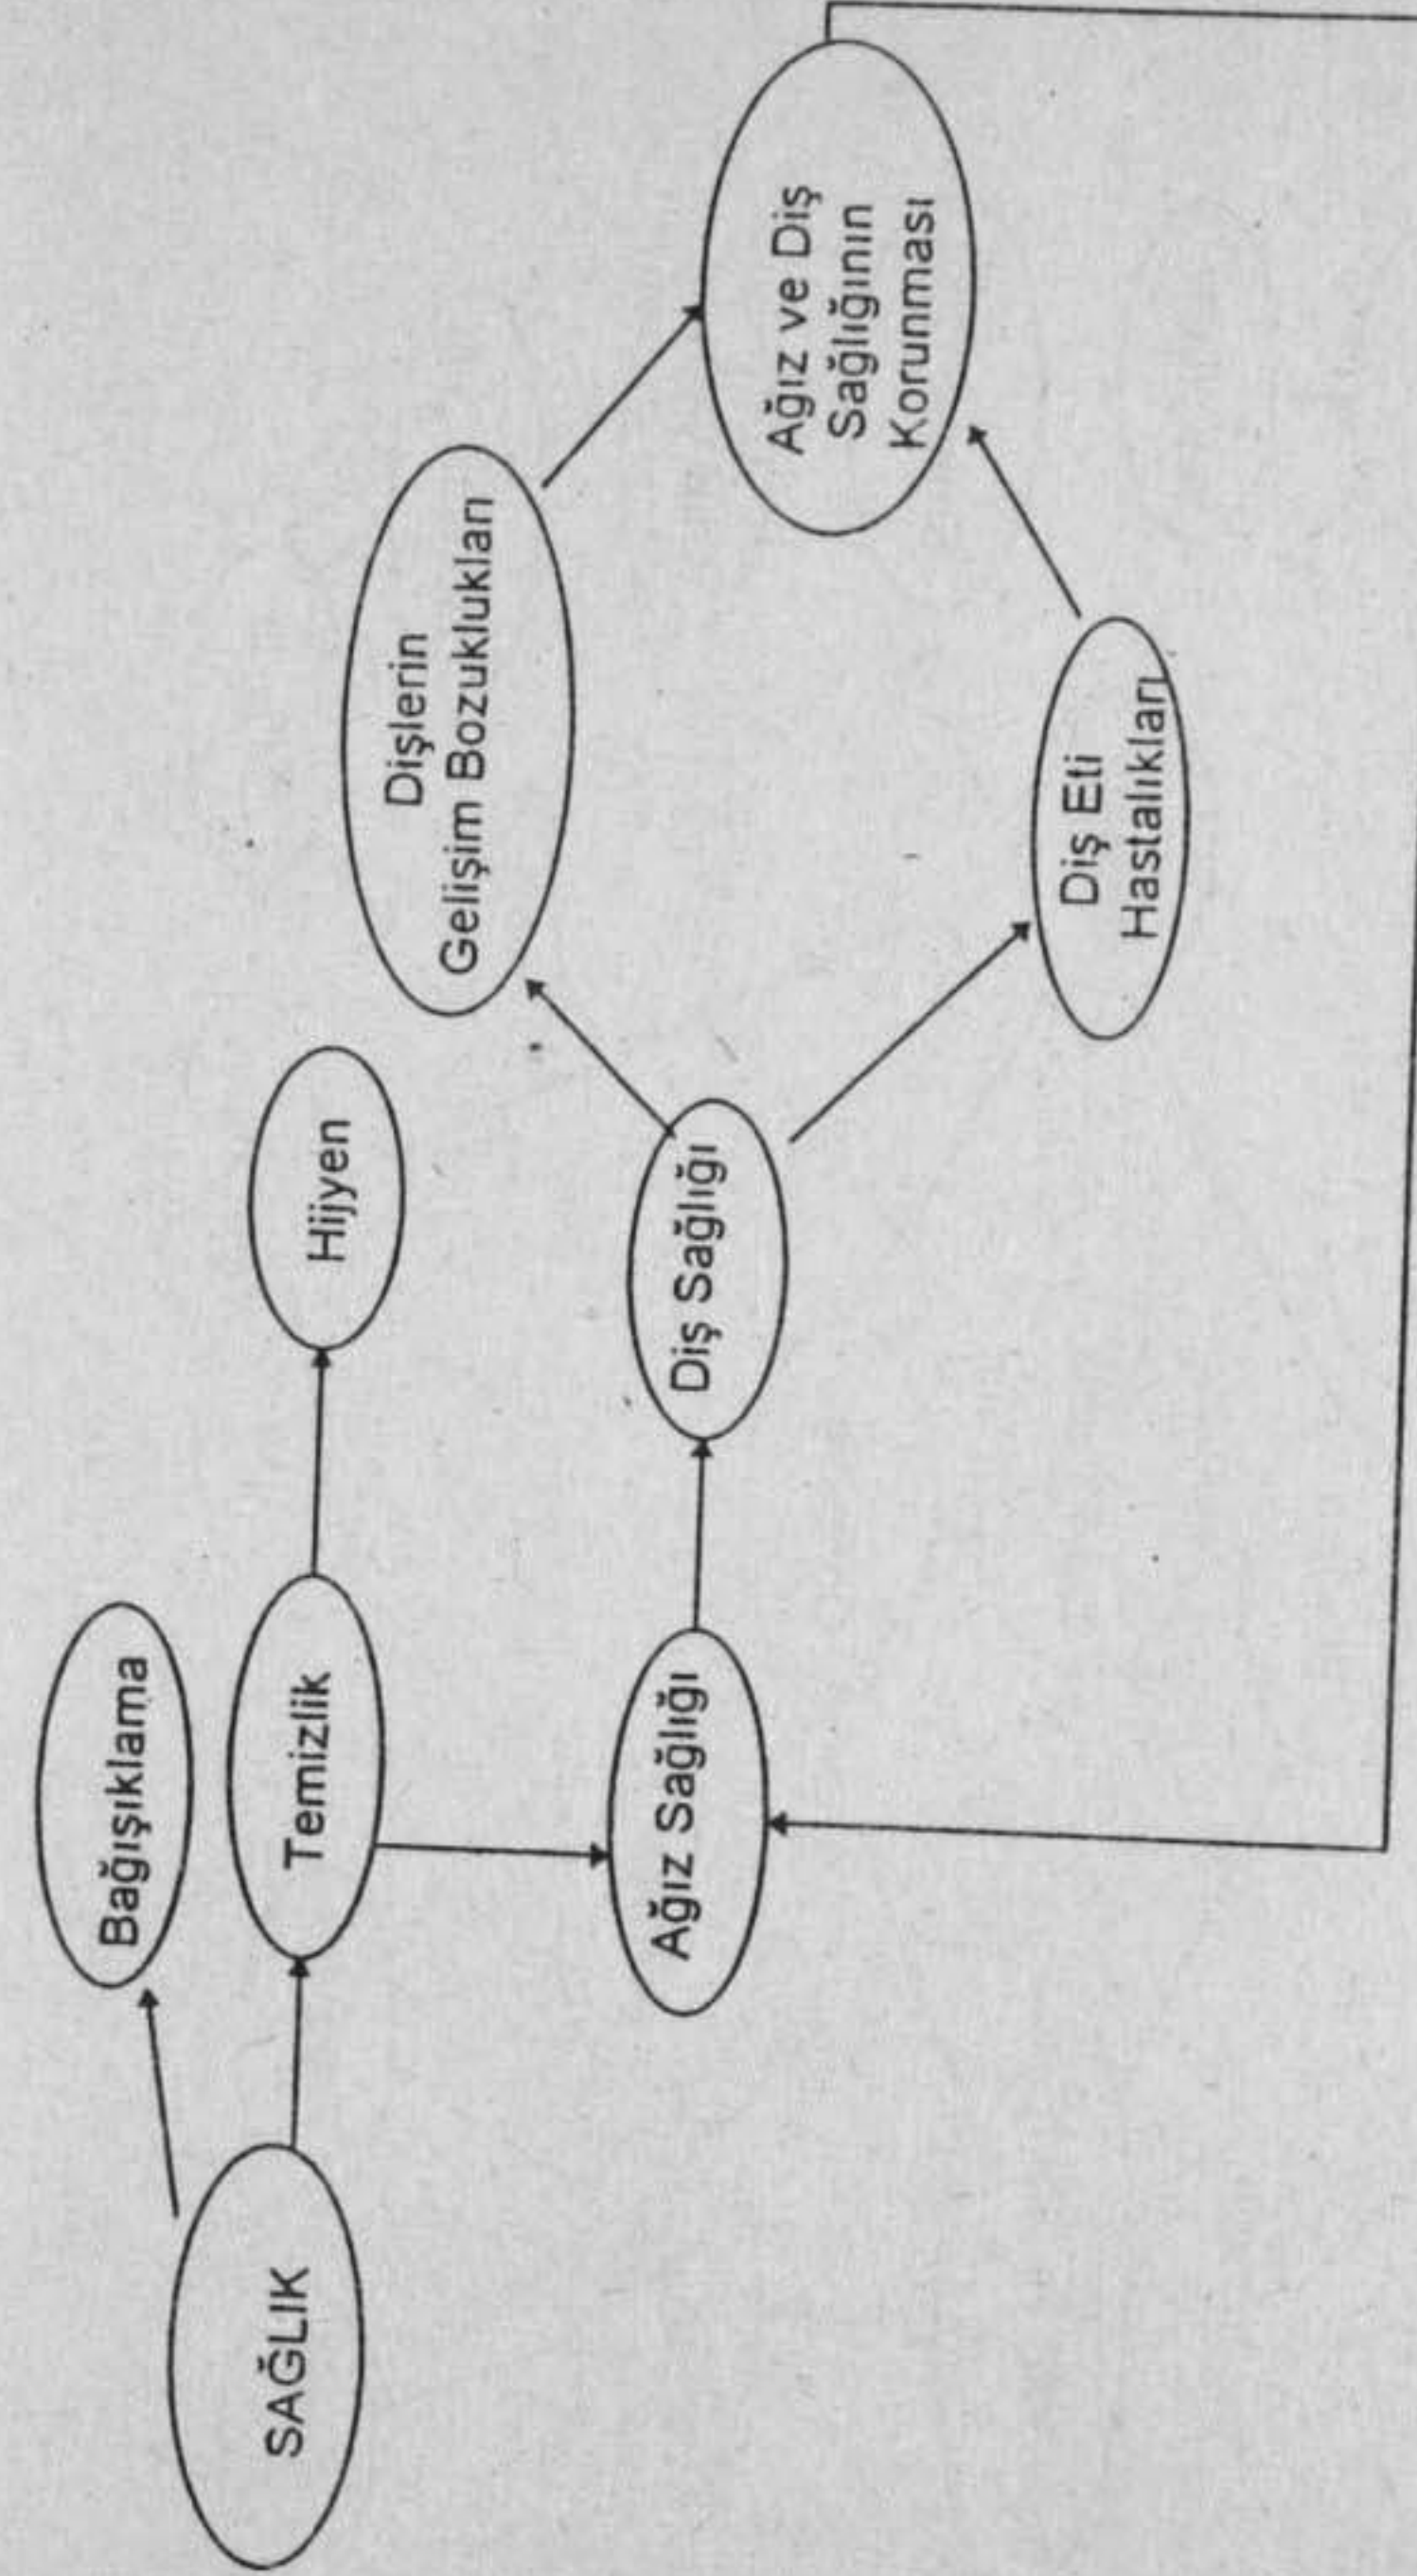 SAĞLIK
Bağışıklama
Temizlik
Hijyen
Ağız Sağlığı
Diş Sağlığı
Dişlerin
Gelişim Bozuklukları
Diş Eti
Hastalıkları
Ağız ve Diş
Sağlığının
Korunması